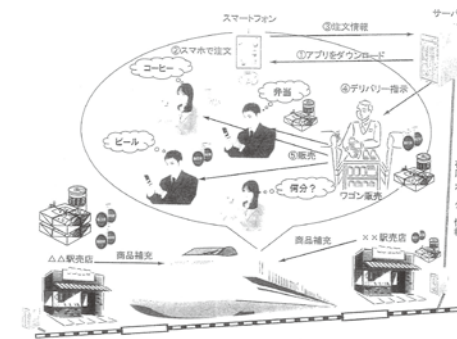 スマートフォン
サーバ
③注文情報
②スマホで注文
①アプリをダウンロード
コーヒー
弁当
④デリバリー指示
ビール
⑤販売
何分？
ワゴン販売
△△駅売店
商品補充
商品補充
××駅売店